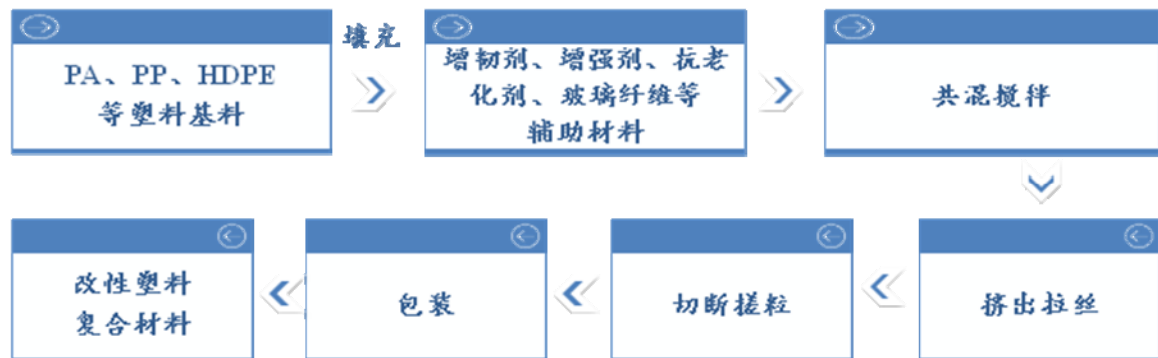 PA、PP、HDPE
等塑料基料
填充
增韧剂、增强剂、抗老
化剂、玻璃纤维等
辅助材料
共混搅拌
挤出拉丝
切断搓粒
包装
改性塑料
复合材料